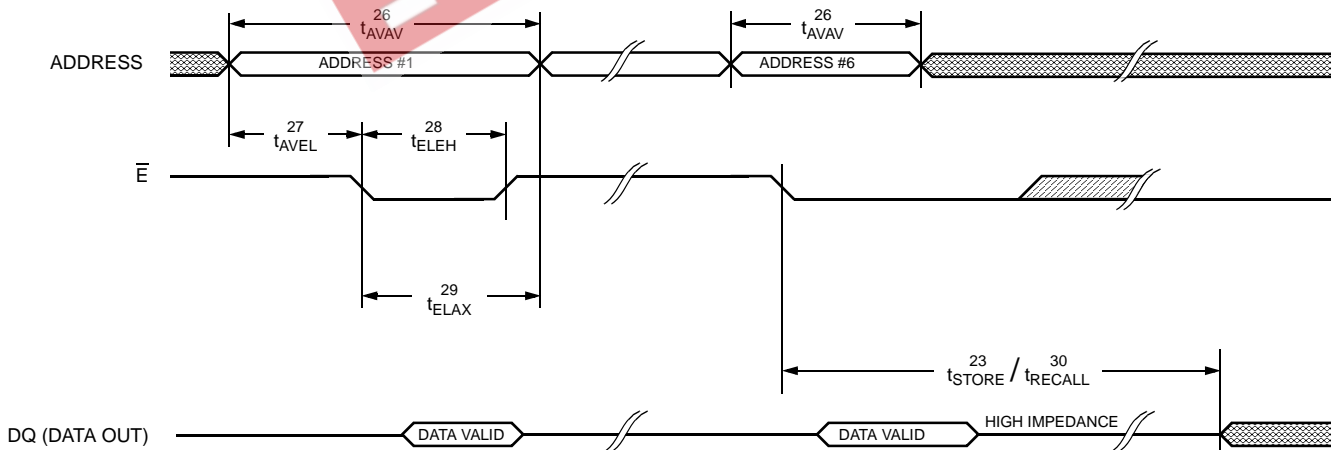 26
tAVAV
26
tAVAV
ADDRESS
ADDRESS #1
ADDRESS #6
27
tAVEL
28
tELEH
E
29
tELAX
23 30
tSTORE / tRECALL
DQ (DATA OUT)
DATA VALID
DATA VALID
HIGH IMPEDANCE